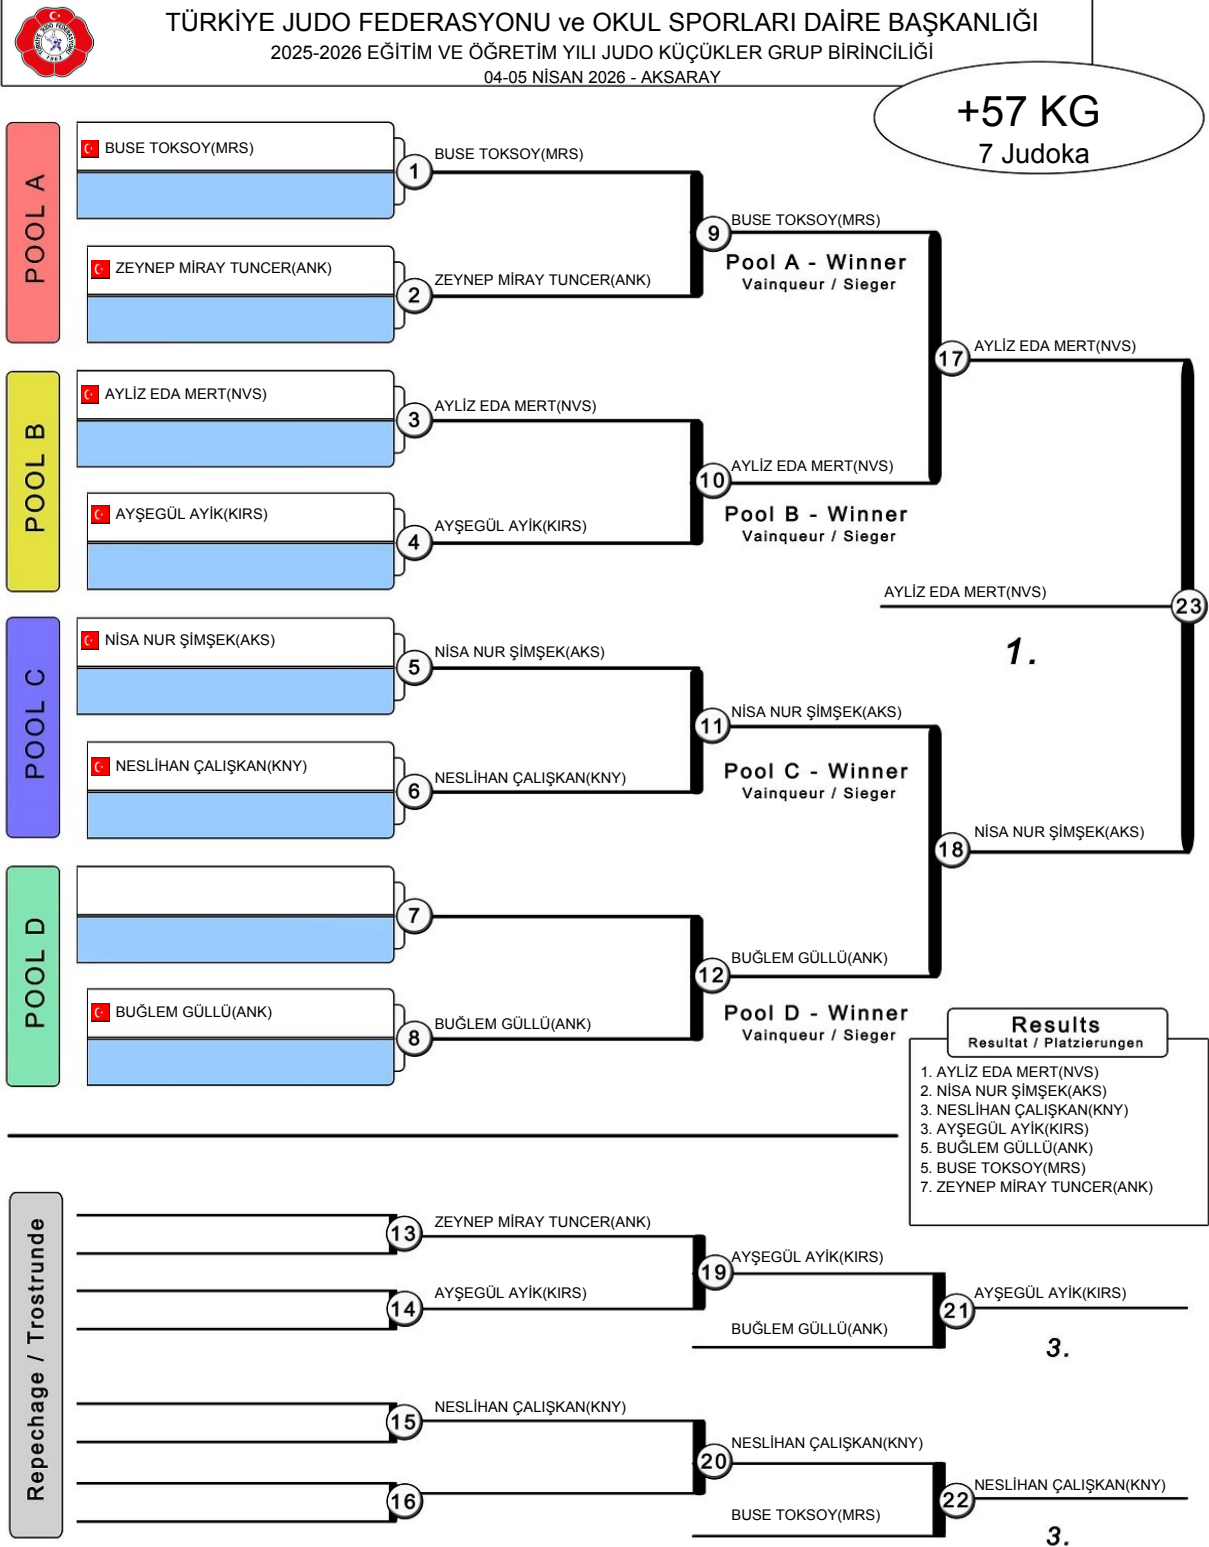 TÜRKİYE JUDO FEDERASYONU ve OKUL SPORLARI DAİRE BAŞKANLIĞI
2025-2026 EĞİTİM VE ÖĞRETİM YILI JUDO KÜÇÜKLER GRUP BİRİNCİLİĞİ
04-05 NİSAN 2026 - AKSARAY
+57 KG
7 Judoka
POOL A
BUSE TOKSOY(MRS)
1
BUSE TOKSOY(MRS)
ZEYNEP MİRAY TUNCER(ANK)
2
ZEYNEP MİRAY TUNCER(ANK)
9
BUSE TOKSOY(MRS)
Pool A - Winner
Vainqueur / Sieger
17
AYLİZ EDA MERT(NVS)
POOL B
AYLİZ EDA MERT(NVS)
3
AYLİZ EDA MERT(NVS)
AYŞEGÜL AYİK(KIRS)
4
AYŞEGÜL AYİK(KIRS)
10
AYLİZ EDA MERT(NVS)
Pool B - Winner
Vainqueur / Sieger
AYLİZ EDA MERT(NVS)
23
1.
POOL C
NİSA NUR ŞİMŞEK(AKS)
5
NİSA NUR ŞİMŞEK(AKS)
NESLİHAN ÇALIŞKAN(KNY)
6
NESLİHAN ÇALIŞKAN(KNY)
11
NİSA NUR ŞİMŞEK(AKS)
Pool C - Winner
Vainqueur / Sieger
18
NİSA NUR ŞİMŞEK(AKS)
POOL D
7
BUĞLEM GÜLLÜ(ANK)
8
BUĞLEM GÜLLÜ(ANK)
12
BUĞLEM GÜLLÜ(ANK)
Pool D - Winner
Vainqueur / Sieger
Results
Resultat / Platzierungen
1. AYLİZ EDA MERT(NVS)
2. NİSA NUR ŞİMŞEK(AKS)
3. NESLİHAN ÇALIŞKAN(KNY)
3. AYŞEGÜL AYİK(KIRS)
5. BUĞLEM GÜLLÜ(ANK)
5. BUSE TOKSOY(MRS)
7. ZEYNEP MİRAY TUNCER(ANK)
Repechage / Trostrunde
13
ZEYNEP MİRAY TUNCER(ANK)
14
AYŞEGÜL AYİK(KIRS)
19
AYŞEGÜL AYİK(KIRS)
BUĞLEM GÜLLÜ(ANK)
21
AYŞEGÜL AYİK(KIRS)
3.
15
NESLİHAN ÇALIŞKAN(KNY)
16
20
NESLİHAN ÇALIŞKAN(KNY)
BUSE TOKSOY(MRS)
22
NESLİHAN ÇALIŞKAN(KNY)
3.